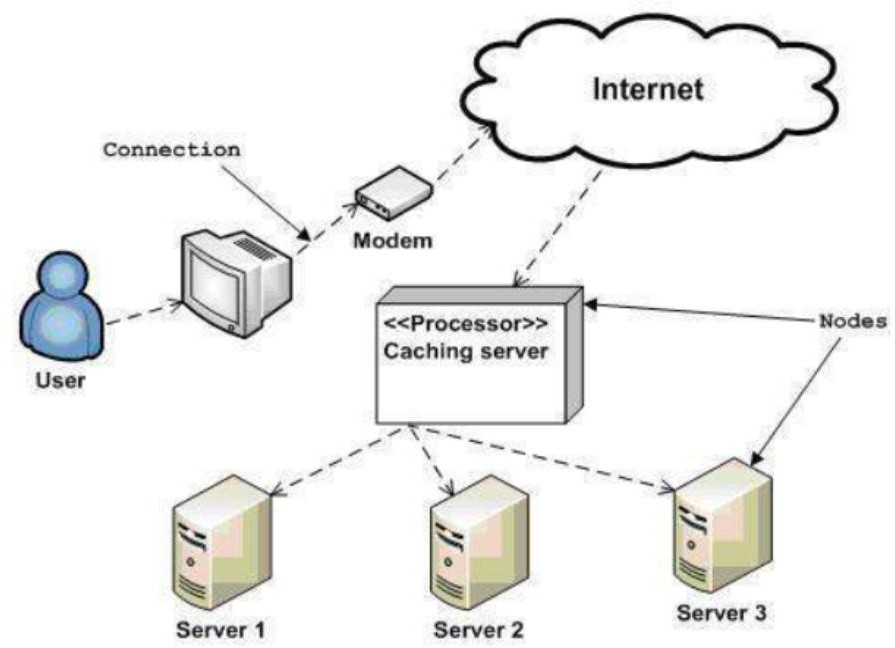 Internet
Connection
Modem
<<Processor>>
Caching server
Nodes
User
Server 1
Server 2
Server 3